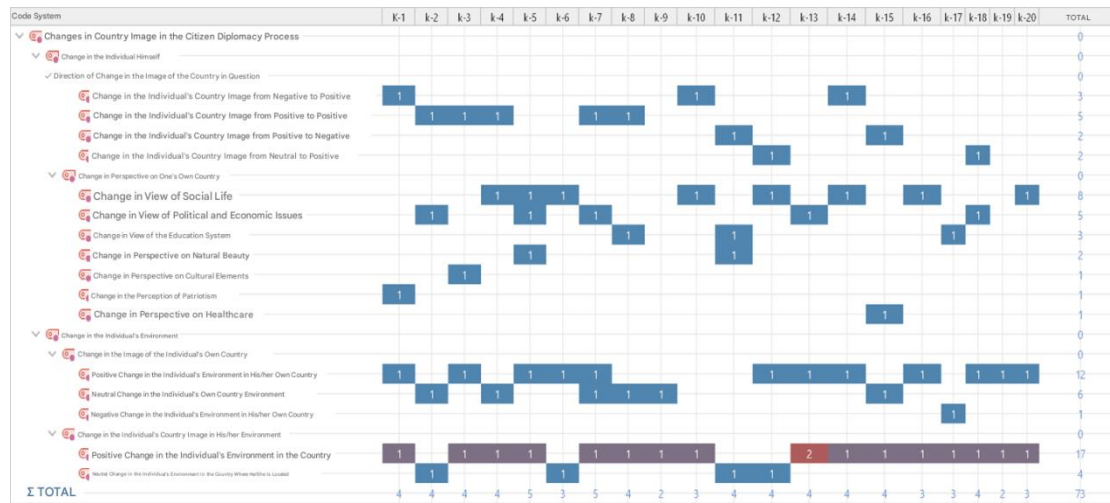 Code System K-1 k-2 k-3 k-4 k-5 k-6 k-7 k-8 k-9 k-10 k-11 k-12 k-13 k-14 k-15 k-16 k-17 k-18 k-19 k-20 TOTAL
Changes in Country Image in the Citizen Diplomacy Process 0
Change in the Individual Himself 0
Direction of Change in the Image of the Country in Question 0
Change in the Individual's Country Image from Negative to Positive 1 1 1 3
Change in the Individual's Country Image from Positive to Positive 1 1 1 1 1 5
Change in the Individual's Country Image from Positive to Negative 1 1 2
Change in the Individual's Country Image from Neutral to Positive 1 1 2
Change in Perspective on One's Own Country 0
Change in View of Social Life 1 1 1 1 1 1 1 1 8
Change in View of Political and Economic Issues 1 1 1 1 1 5
Change in View of the Education System 1 1 1 3
Change in Perspective on Natural Beauty 1 1 2
Change in Perspective on Cultural Elements 1 1
Change in the Perception of Patriotism 1 1
Change in Perspective on Healthcare 1 1
Change in the Individual's Environment 0
Change in the Image of the Individual's Own Country 0
Positive Change in the Individual's Environment in His/her Own Country 1 1 1 1 1 1 1 1 1 1 1 1 12
Neutral Change in the Individual's Own Country Environment 1 1 1 1 1 1 6
Negative Change in the Individual's Environment in His/her Own Country 1 1
Change in the Individual's Country Image in His/her Environment 0
Positive Change in the Individual's Environment in the Country 1 1 1 1 1 1 1 1 2 1 1 1 1 1 1 1 17
Neutral Change in the Individual's Environment in the Country Where He/She Is Located 1 1 1 1 4
Σ TOTAL 4 4 4 4 5 3 5 4 2 3 4 4 4 4 4 3 3 4 2 3 73